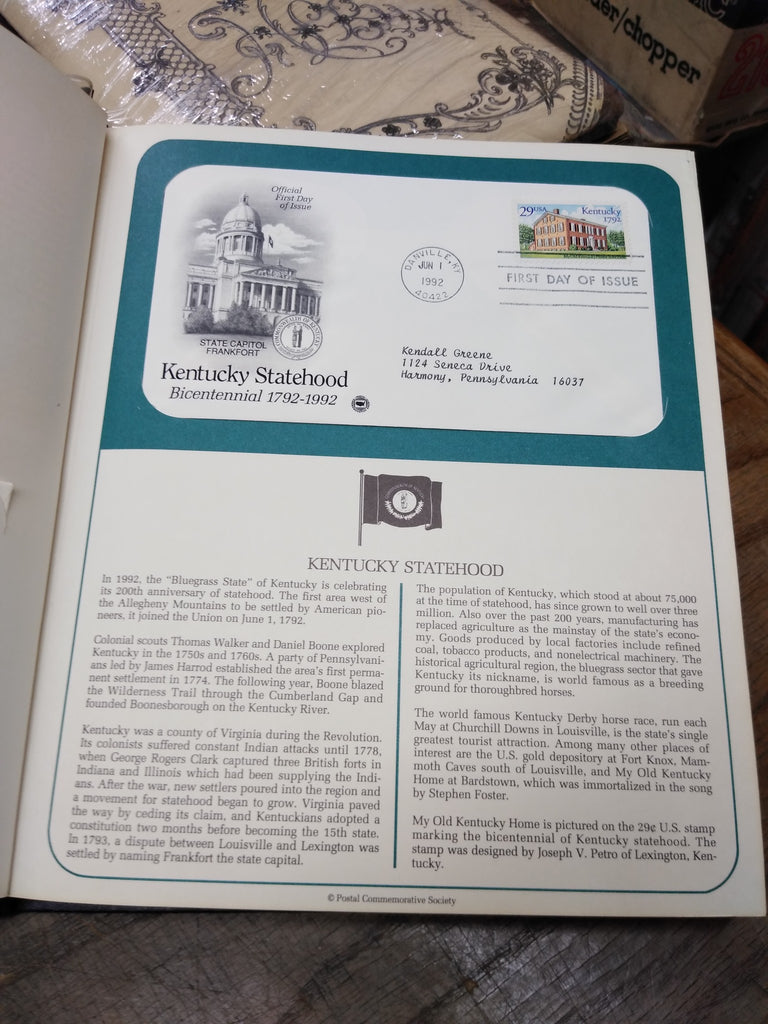 der/chopper
Official
First Day
of Issue
29USA Kentucky
1792
DANVILLE, KY
JUN 1
1992
40422
FIRST DAY OF ISSUE
STATE CAPITOL
FRANKFORT
Kentucky Statehood
Bicentennial 1792-1992
Kendall Greene
1124 Seneca Drive
Harmony, Pennsylvania 16037
KENTUCKY STATEHOOD
In 1992, the "Bluegrass State" of Kentucky is celebrating
its 200th anniversary of statehood. The first area west of
the Allegheny Mountains to be settled by American pio-
neers, it joined the Union on June 1, 1792.
Colonial scouts Thomas Walker and Daniel Boone explored
Kentucky in the 1750s and 1760s. A party of Pennsylvani-
ans led by James Harrod established the area's first perma-
nent settlement in 1774. The following year, Boone blazed
the Wilderness Trail through the Cumberland Gap and
founded Boonesborough on the Kentucky River.
Kentucky was a county of Virginia during the Revolution.
Its colonists suffered constant Indian attacks until 1778,
when George Rogers Clark captured three British forts in
Indiana and Illinois which had been supplying the Indi-
ans. After the war, new settlers poured into the region and
a movement for statehood began to grow. Virginia paved
the way by ceding its claim, and Kentuckians adopted a
constitution two months before becoming the 15th state.
In 1793, a dispute between Louisville and Lexington was
settled by naming Frankfort the state capital.
The population of Kentucky, which stood at about 75,000
at the time of statehood, has since grown to well over three
million. Also over the past 200 years, manufacturing has
replaced agriculture as the mainstay of the state's econo-
my. Goods produced by local factories include refined
coal, tobacco products, and nonelectrical machinery. The
historical agricultural region, the bluegrass sector that gave
Kentucky its nickname, is world famous as a breeding
ground for thoroughbred horses.
The world famous Kentucky Derby horse race, run each
May at Churchill Downs in Louisville, is the state's single
greatest tourist attraction. Among many other places of
interest are the U.S. gold depository at Fort Knox, Mam-
moth Caves south of Louisville, and My Old Kentucky
Home at Bardstown, which was immortalized in the song
by Stephen Foster.
My Old Kentucky Home is pictured on the 29¢ U.S. stamp
marking the bicentennial of Kentucky statehood. The
stamp was designed by Joseph V. Petro of Lexington, Ken-
tucky.
© Postal Commemorative Society